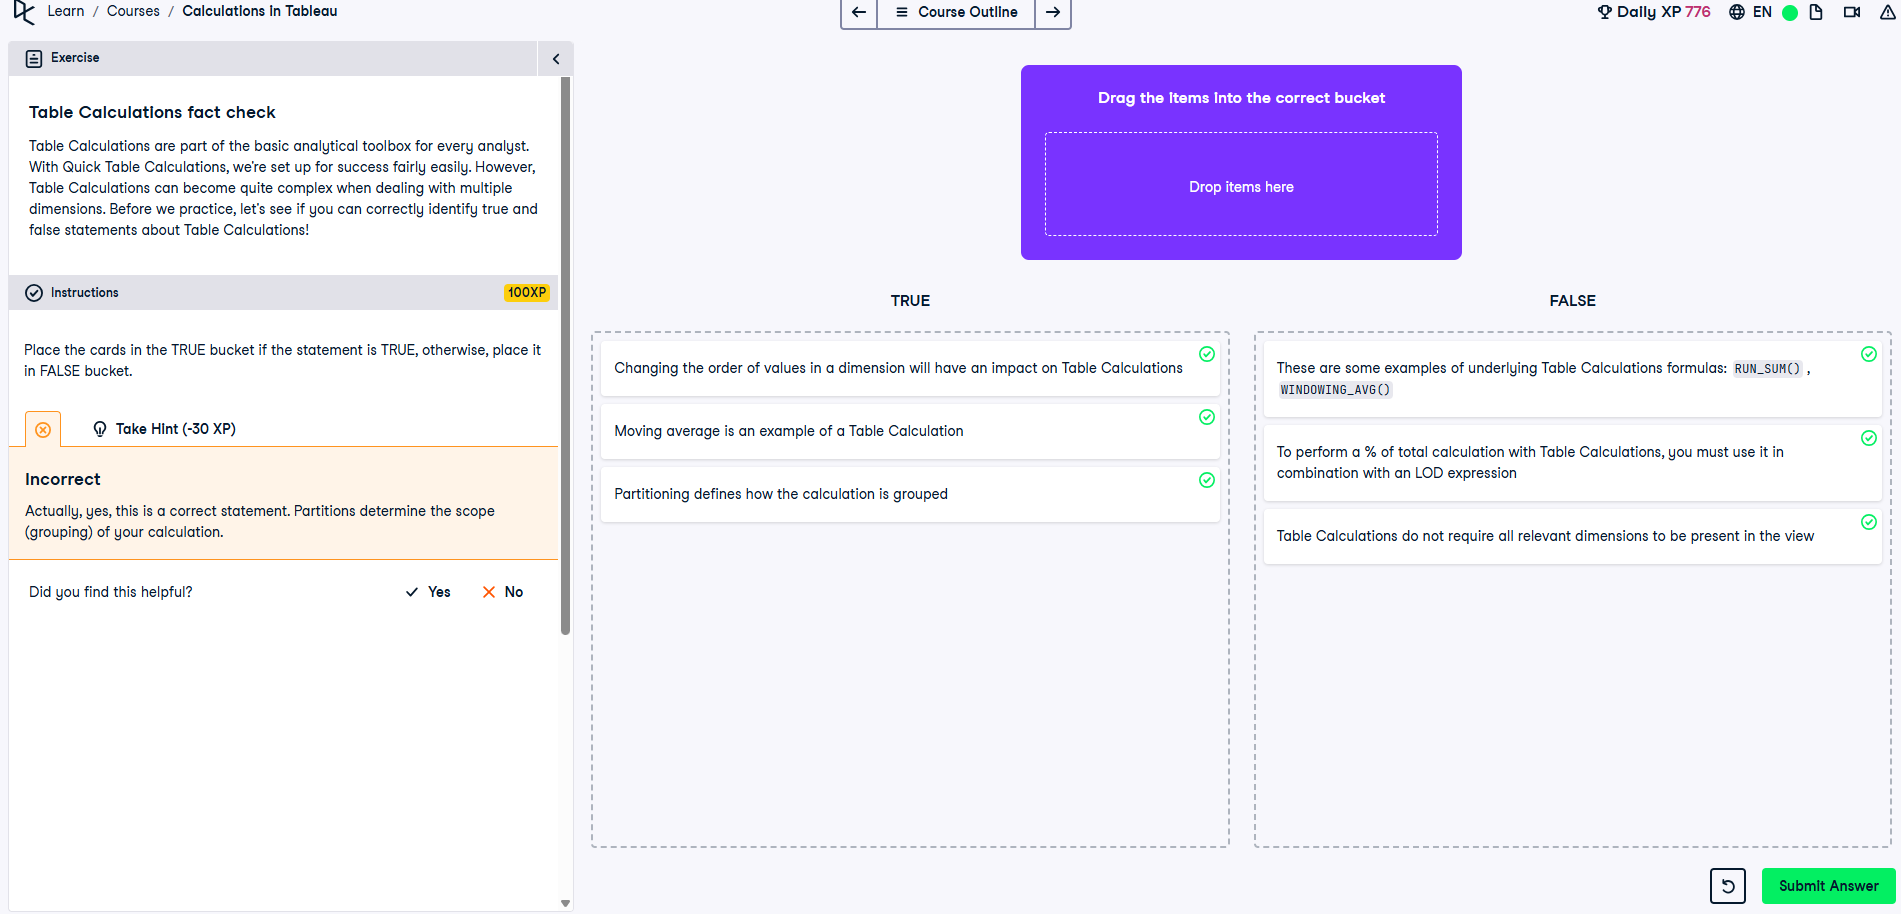 Learn / Courses / Calculations in Tableau
Course Outline
Daily XP 776
EN
Exercise
Table Calculations fact check
Table Calculations are part of the basic analytical toolbox for every analyst.
With Quick Table Calculations, we're set up for success fairly easily. However,
Table Calculations can become quite complex when dealing with multiple
dimensions. Before we practice, let's see if you can correctly identify true and
false statements about Table Calculations!
Instructions
100XP
Place the cards in the TRUE bucket if the statement is TRUE, otherwise, place it
in FALSE bucket.
Take Hint (-30 XP)
Incorrect
Actually, yes, this is a correct statement. Partitions determine the scope
(grouping) of your calculation.
Did you find this helpful?
Yes
No
Drag the items into the correct bucket
Drop items here
TRUE
Changing the order of values in a dimension will have an impact on Table Calculations
Moving average is an example of a Table Calculation
Partitioning defines how the calculation is grouped
FALSE
These are some examples of underlying Table Calculations formulas: RUN_SUM() ,
WINDOWING_AVG()
To perform a % of total calculation with Table Calculations, you must use it in
combination with an LOD expression
Table Calculations do not require all relevant dimensions to be present in the view
Submit Answer